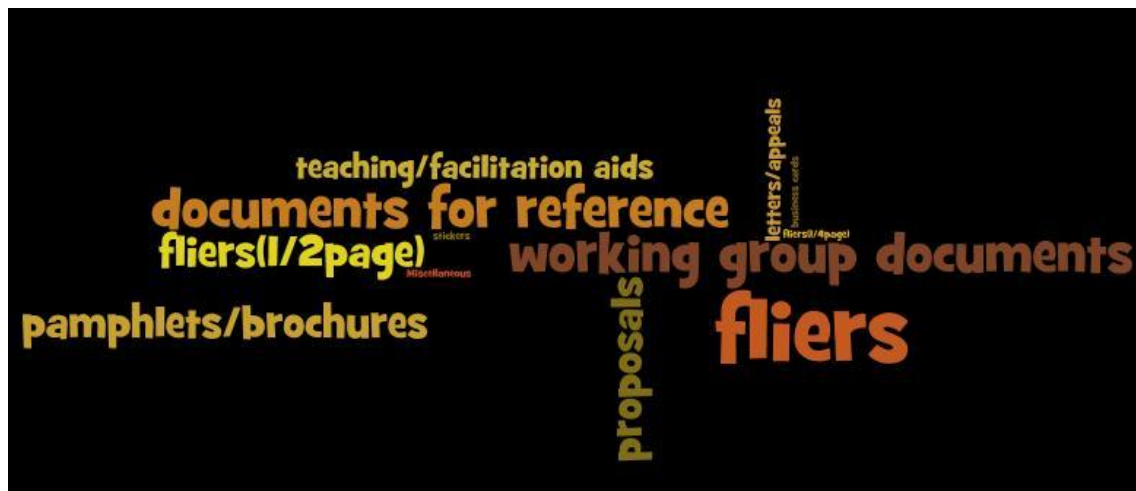 teaching/facilitation aids
letters/appeals
business cards
documents for reference
stickers
fliers(1/4page)
fliers(1/2page)
working group documents
Miscellaneous
proposals
pamphlets/brochures
fliers